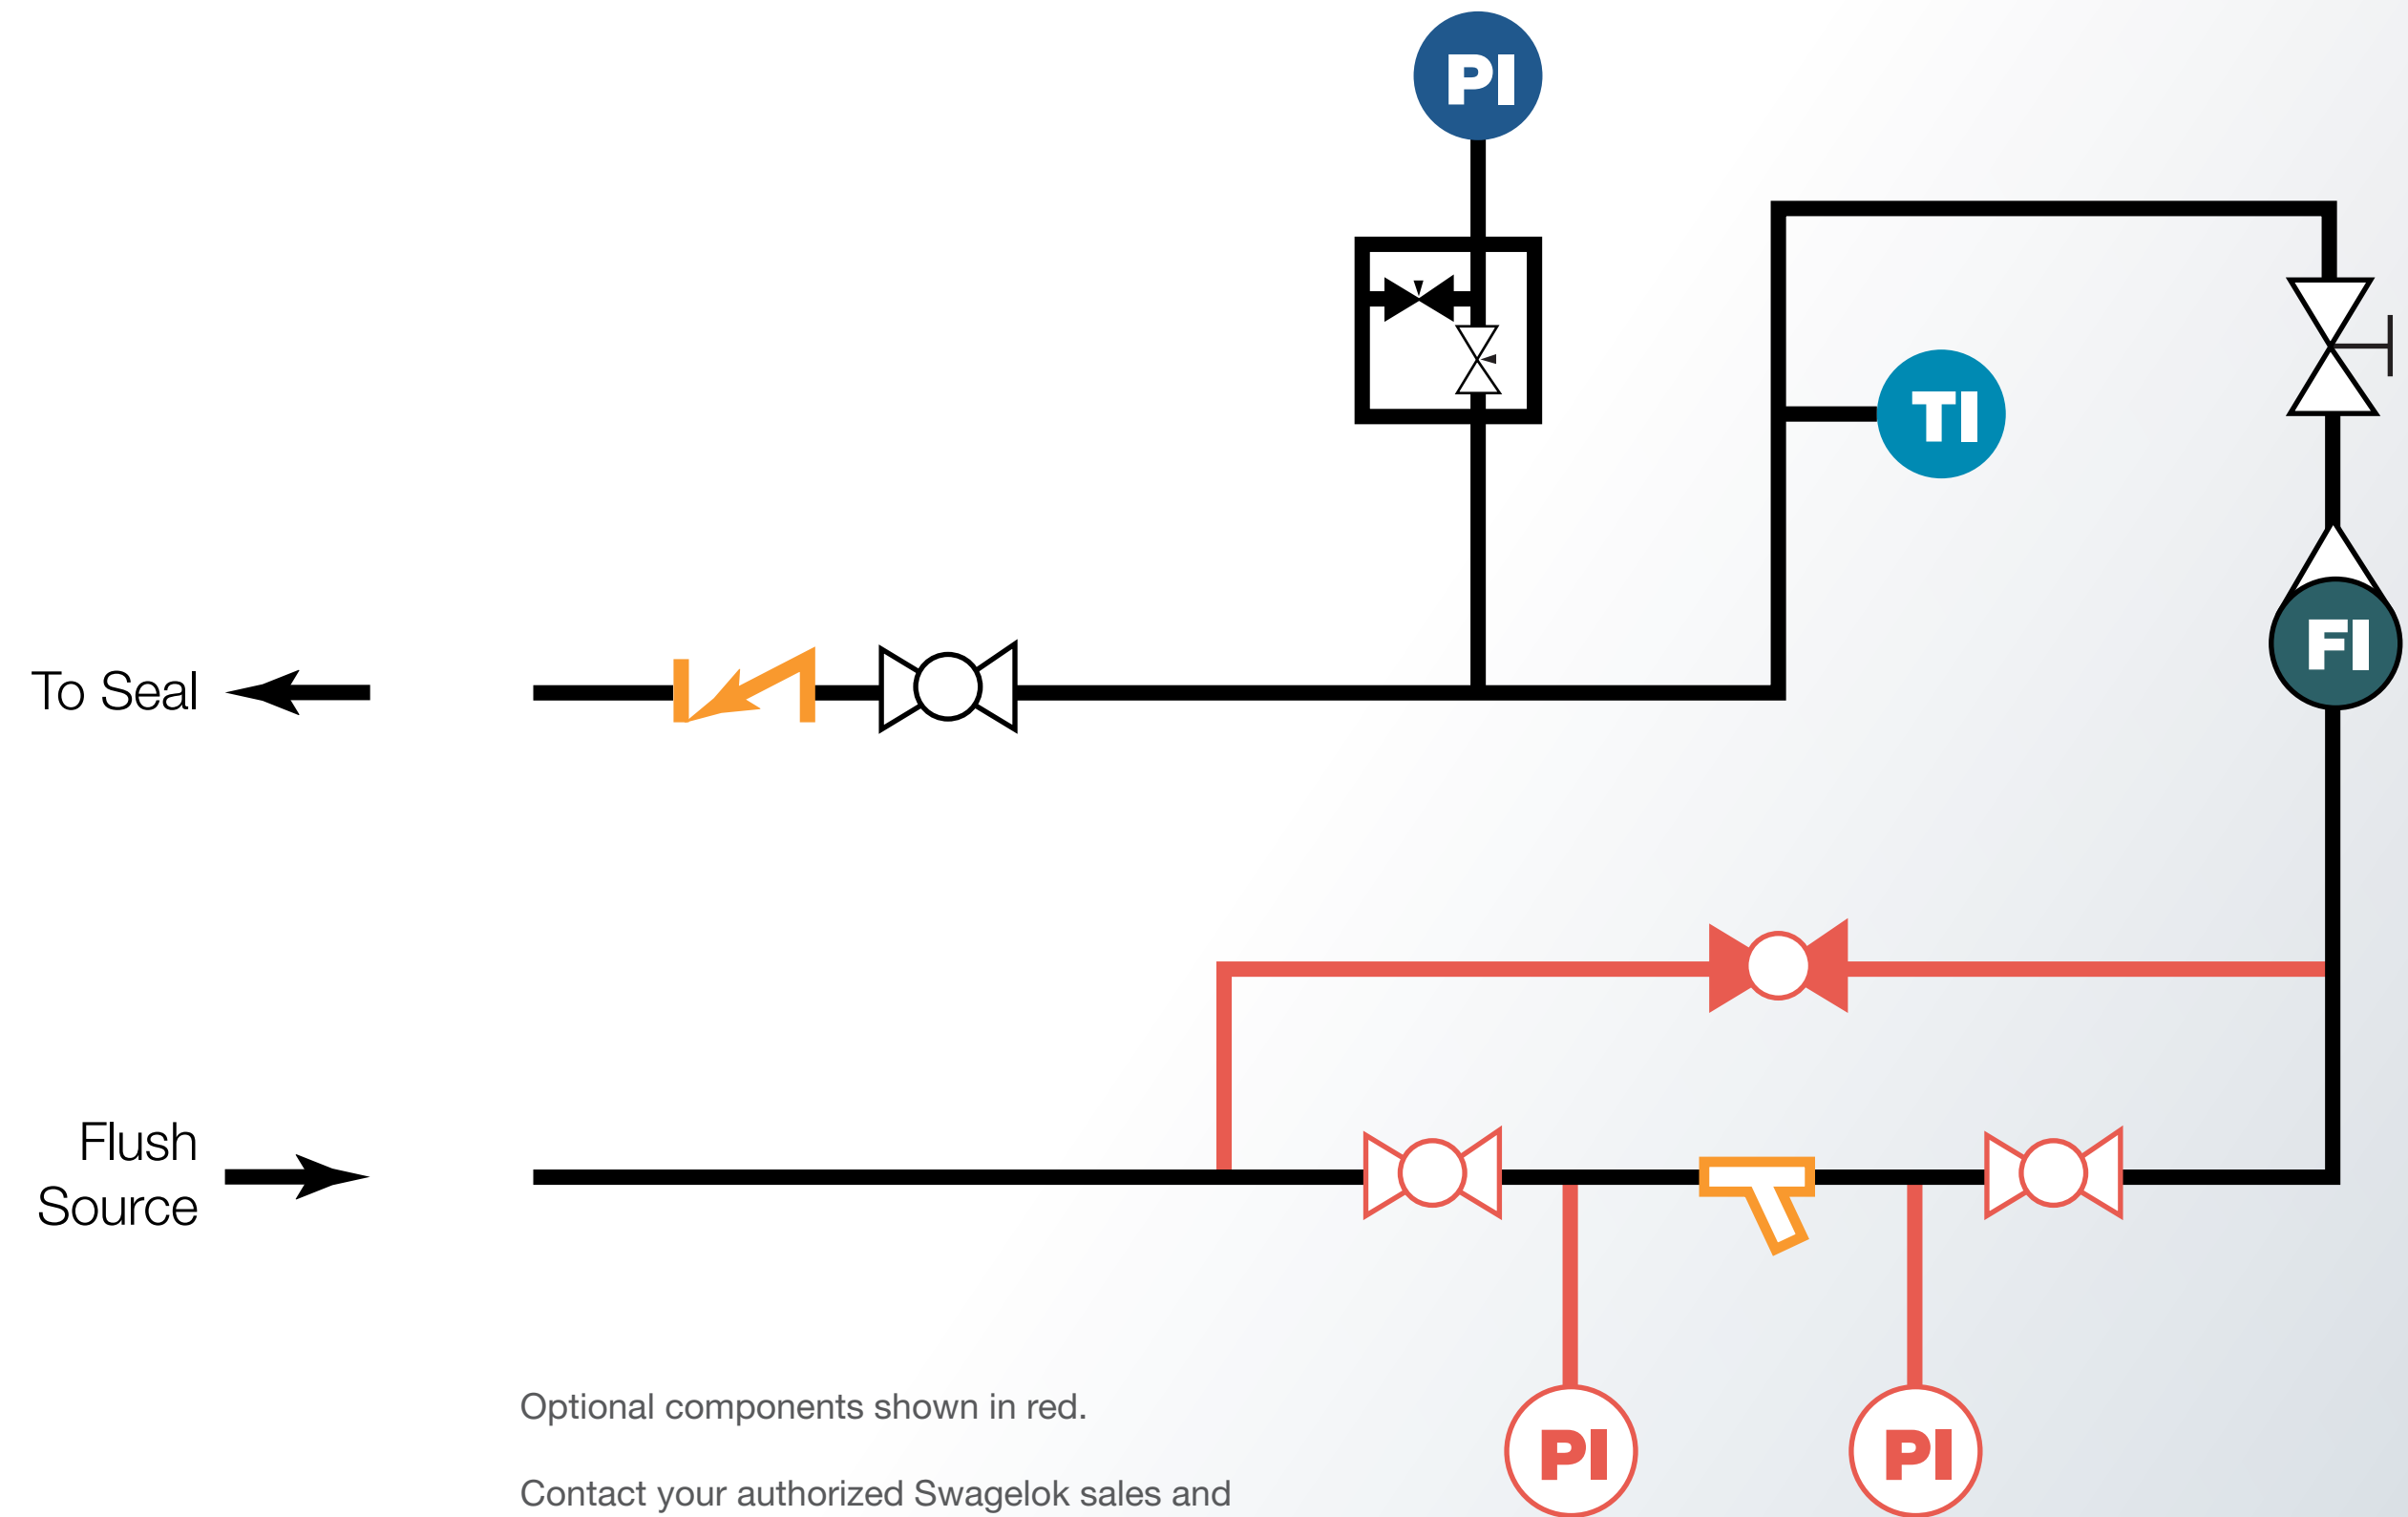 PI
TI
FI
To Seal
Flush
Source
Optional components shown in red.
PI
PI
Contact your authorized Swagelok sales and